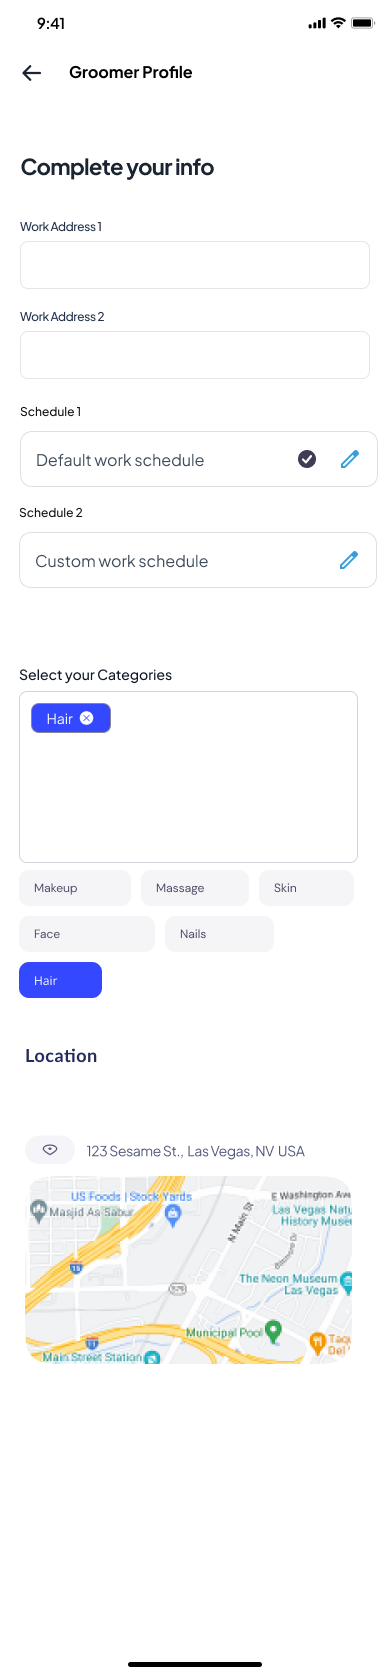 9:41
Groomer Profile
Complete your info
Work Address 1
Work Address 2
Schedule 1
Default work schedule
Schedule 2
Custom work schedule
Select your Categories
Hair
Makeup
Massage
Skin
Face
Nails
Hair
Location
123 Sesame St., Las Vegas, NV USA
US Foods | Stock Yards
E Washington Ave
Masjid As-Sabur
N Main St
Las Vegas Natu
History Muse
15
The Neon Museum
Las Vegas
Municipal Pool
Taq
Del
Main Street Station